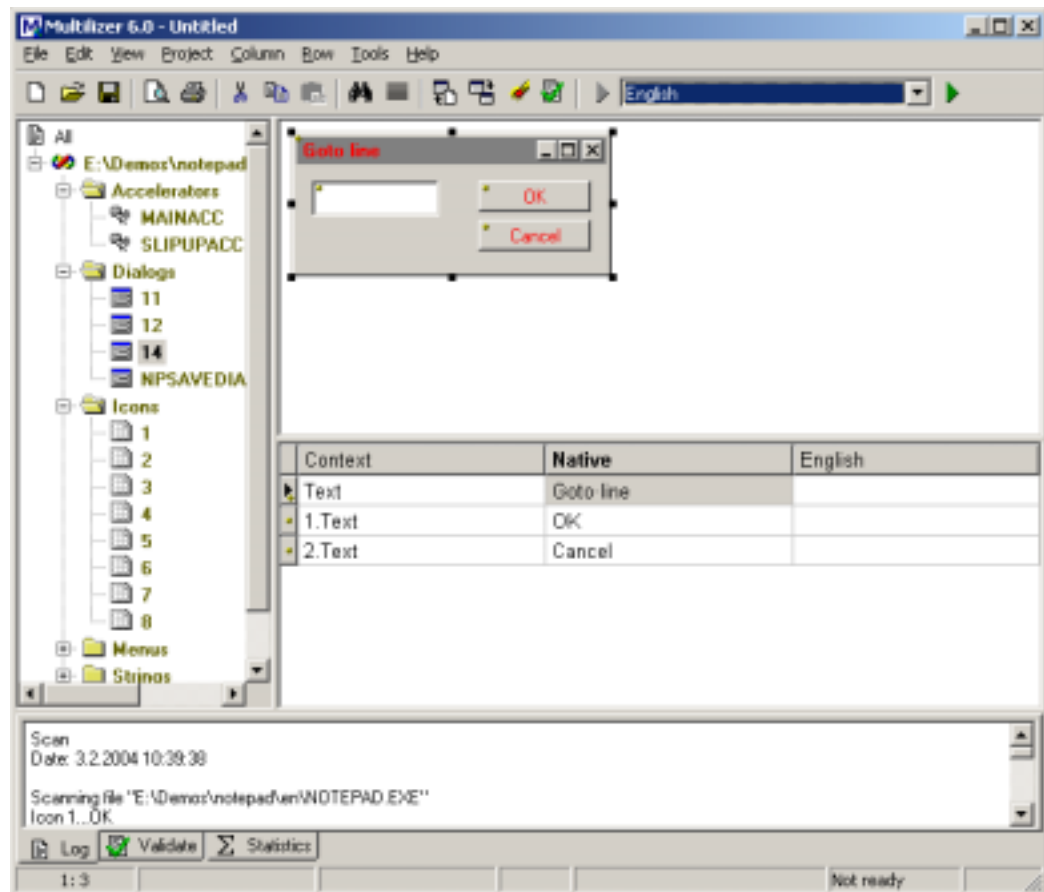 Multilizer 6.0 - Untitled
File Edit View Project Column Row Tools Help
English
All
E:\Demos\notepad
Accelerators
MAINACC
SLIPUPACC
Dialogs
11
12
14
NPSAVEDIA
Icons
1
2
3
4
5
6
7
8
Menus
Strings
Goto line
OK
Cancel
Context Native English
Text Goto line
1.Text OK
2.Text Cancel
Scan
Date: 3.2.2004 10:39:38
Scanning file "E:\Demos\notepad\en\NOTEPAD.EXE"
Icon 1...OK
Log Validate Σ Statistics
1: 3 Not ready